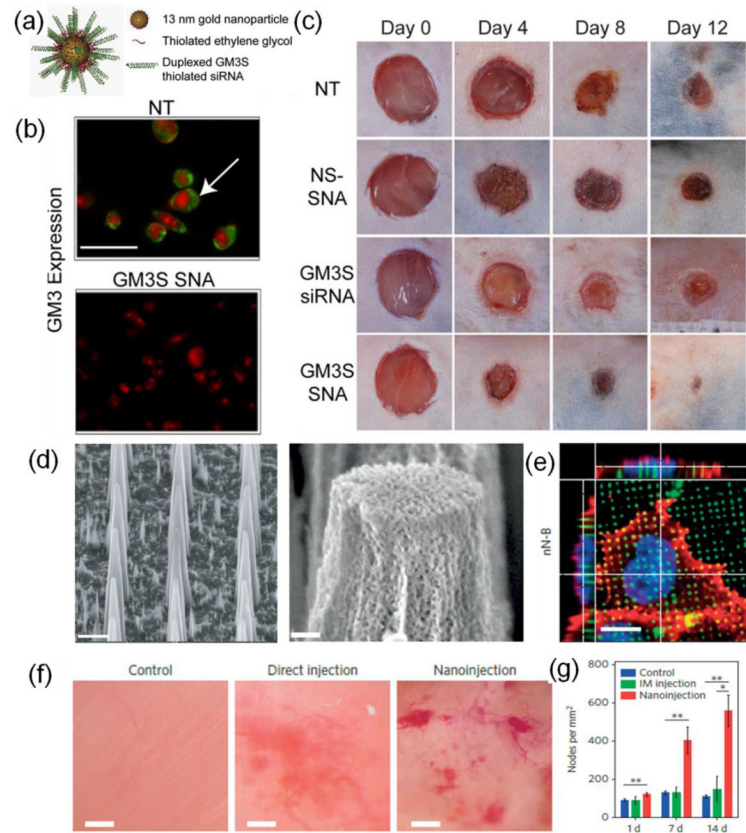 (a)
13 nm gold nanoparticle
Thiolated ethylene glycol
Duplexed GM3S
thiolated siRNA
(b)
NT
GM3 Expression
GM3S SNA
(c)
Day 0 Day 4 Day 8 Day 12
NT
NS-
SNA
GM3S
siRNA
GM3S
SNA
(d)
(e)
nN-B
(f)
Control Direct injection Nanoinjection
(g)
800
600
400
200
0
Nodes per mm²
Control
IM injection
Nanoinjection
**
**
**
*
1 d 7 d 14 d